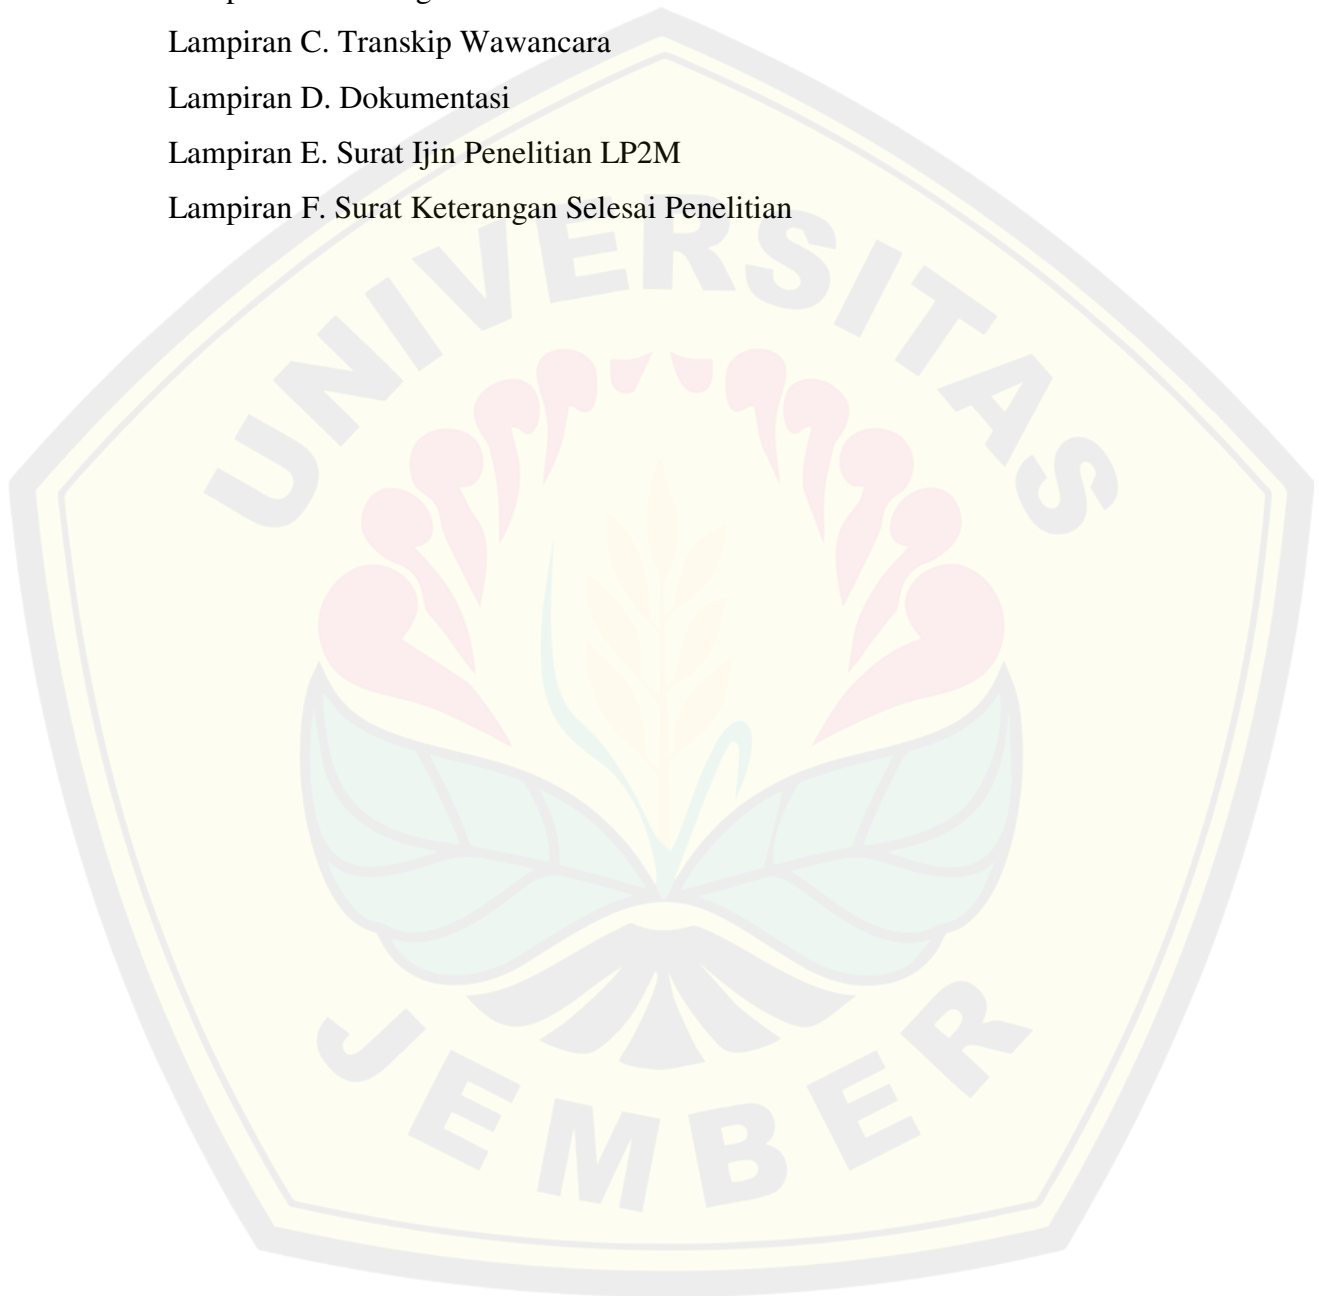 Lampiran C. Transkip Wawancara
Lampiran D. Dokumentasi
Lampiran E. Surat Ijin Penelitian LP2M
Lampiran F. Surat Keterangan Selesai Penelitian
UNIVERSITAS
JEMBER